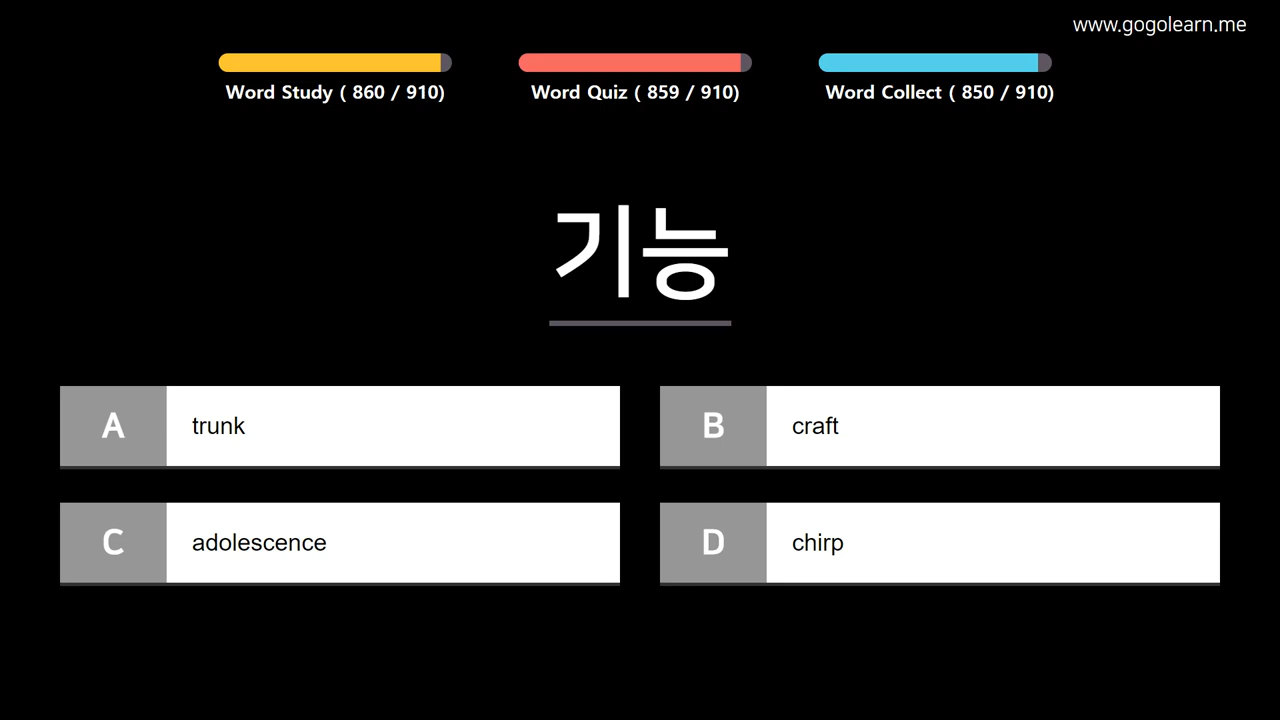 www.gogolearn.me
Word Study ( 860 / 910)
Word Quiz ( 859 / 910)
Word Collect ( 850 / 910)
기능
A trunk
B craft
C adolescence
D chirp